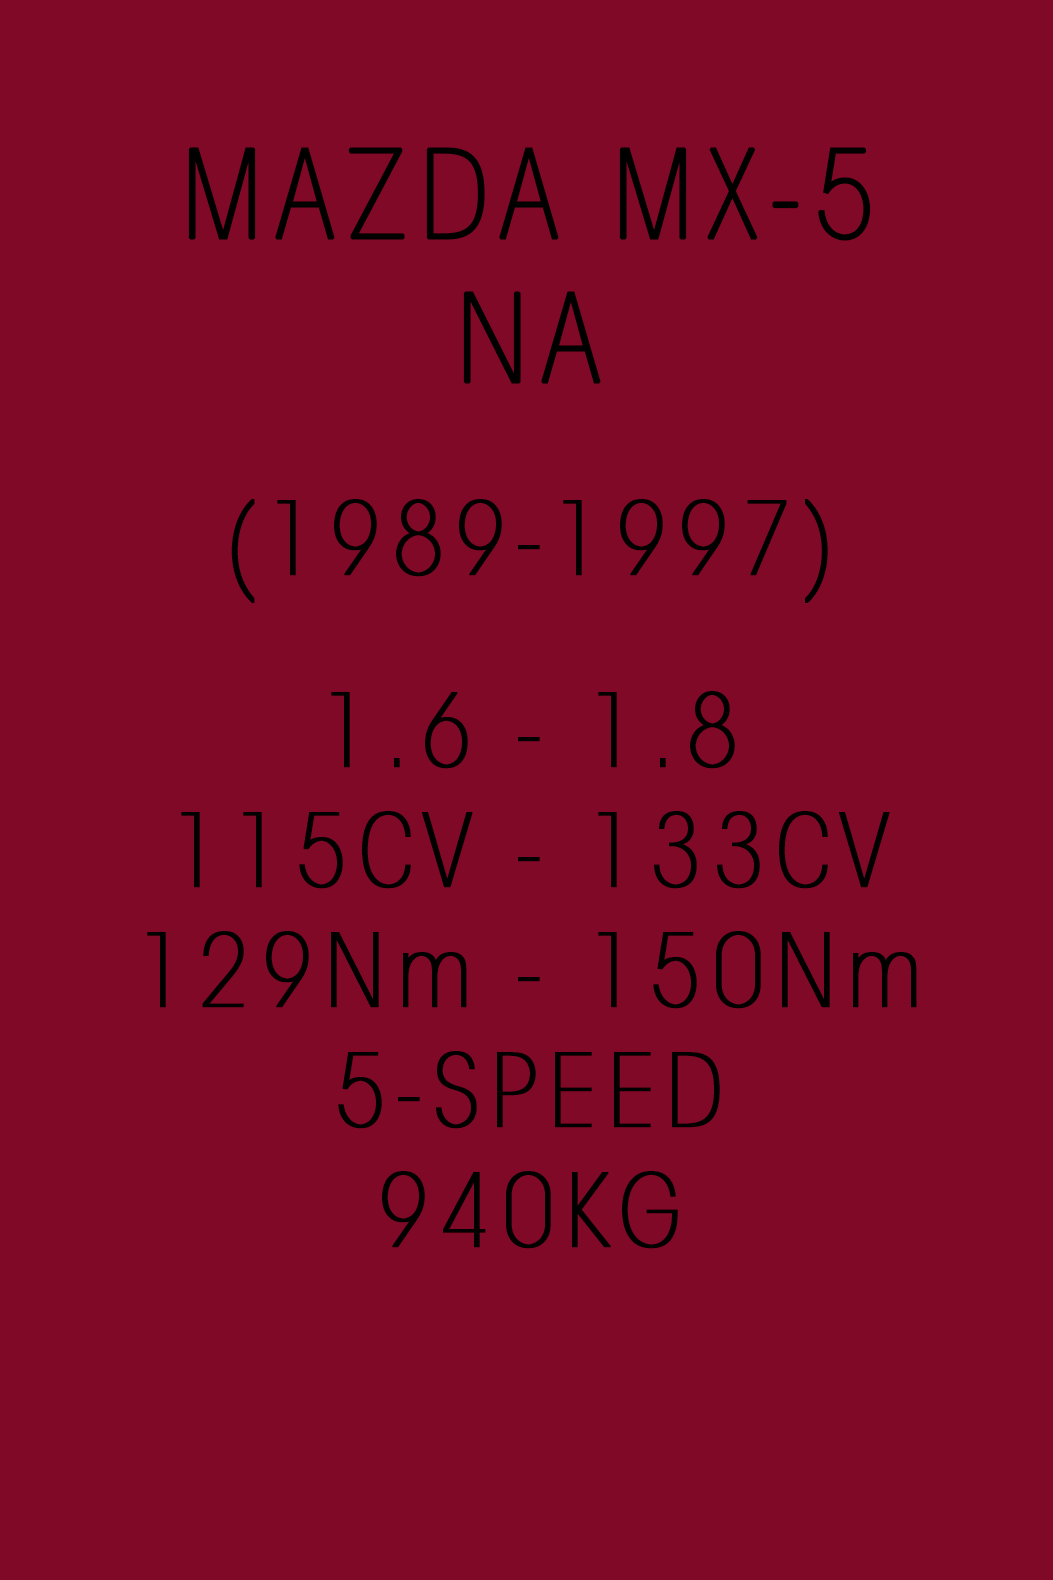 MAZDA MX-5
NA
(1989-1997)
1.6 - 1.8
115CV - 133CV
129Nm - 150Nm
5-SPEED
940KG